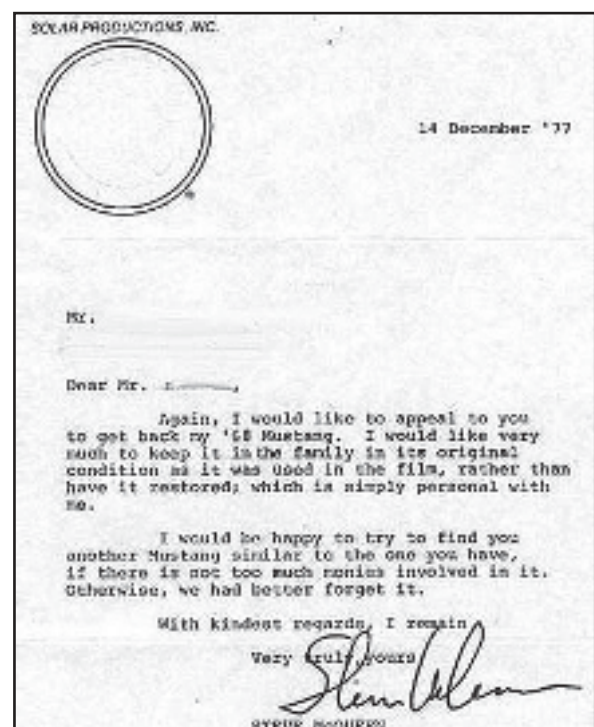 SOLAR PRODUCTIONS, INC.
14 December '77
Mr.
Dear Mr.
Again, I would like to appeal to you
to get back my '68 Mustang. I would like very
much to keep it in the family in its original
condition as it was used in the film, rather than
have it restored; which is simply personal with
me.
I would be happy to try to find you
another Mustang similar to the one you have,
if there is not too much monies involved in it.
Otherwise, we had better forget it.
With kindest regards, I remain
Very truly yours
STEVE McQUEEN